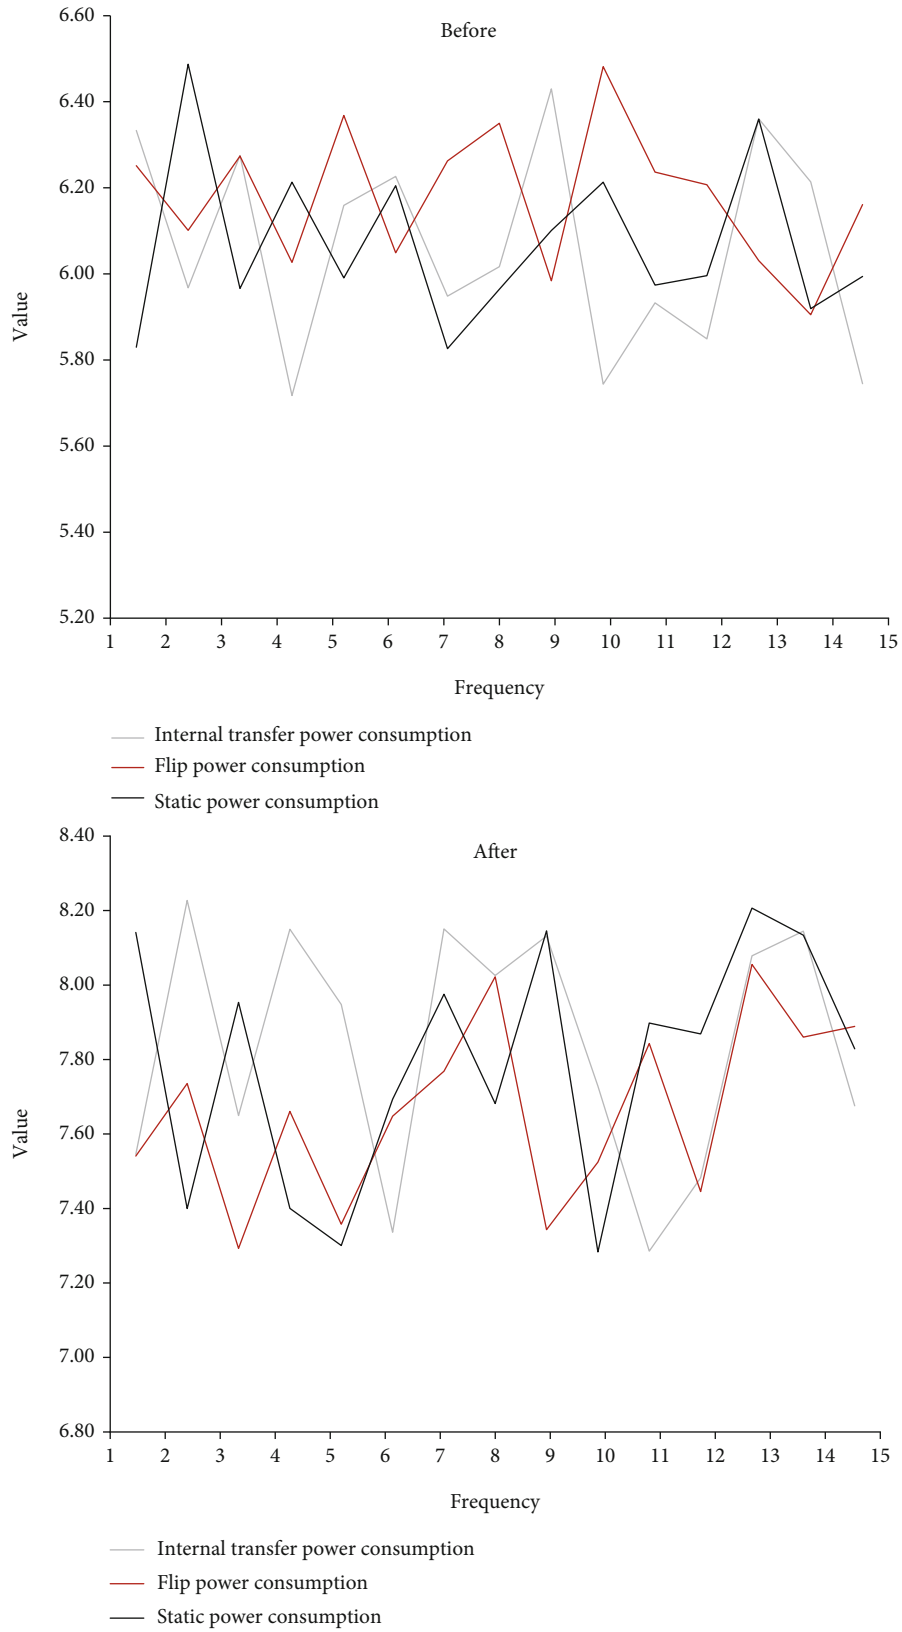 Before
6.60
6.40
6.20
6.00
5.80
5.60
5.40
5.20
Value
1 2 3 4 5 6 7 8 9 10 11 12 13 14 15
Frequency
Internal transfer power consumption
Flip power consumption
Static power consumption
After
8.40
8.20
8.00
7.80
7.60
7.40
7.20
7.00
6.80
Value
1 2 3 4 5 6 7 8 9 10 11 12 13 14 15
Frequency
Internal transfer power consumption
Flip power consumption
Static power consumption